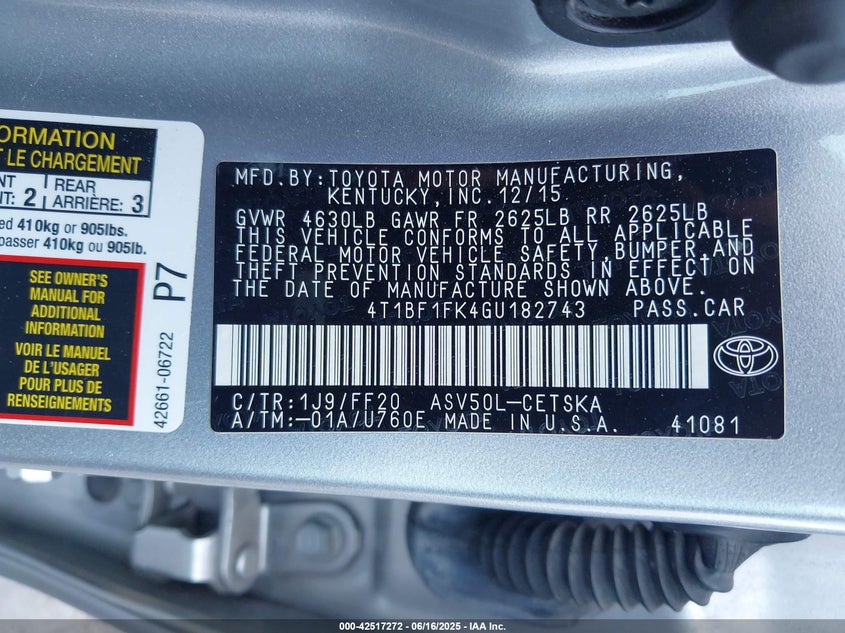 ORMATION
T LE CHARGEMENT
NT 2 REAR
NT: ARRIÈRE: 3
ed 410kg or 905lbs.
passer 410kg ou 905lb.
SEE OWNER'S
MANUAL FOR
ADDITIONAL
INFORMATION
VOIR LE MANUEL
DE L'USAGER
POUR PLUS DE
RENSEIGNEMENTS
P7
42661-06722
MFD. BY: TOYOTA MOTOR MANUFACTURING,
KENTUCKY, INC. 12/15
GVWR 4630LB GAWR FR 2625LB RR 2625LB
THIS VEHICLE CONFORMS TO ALL APPLICABLE
FEDERAL MOTOR VEHICLE SAFETY, BUMPER, AND
THEFT PREVENTION STANDARDS IN EFFECT ON
THE DATE OF MANUFACTURE SHOWN ABOVE.
4T1BF1FK4GU182743 PASS.CAR
C/TR: 1J9/FF20 ASV50L-CETSKA
A/TM: -01A/U760E MADE IN U.S.A. 41081
000-42517272 | 06/16/2025 | IAA Inc.